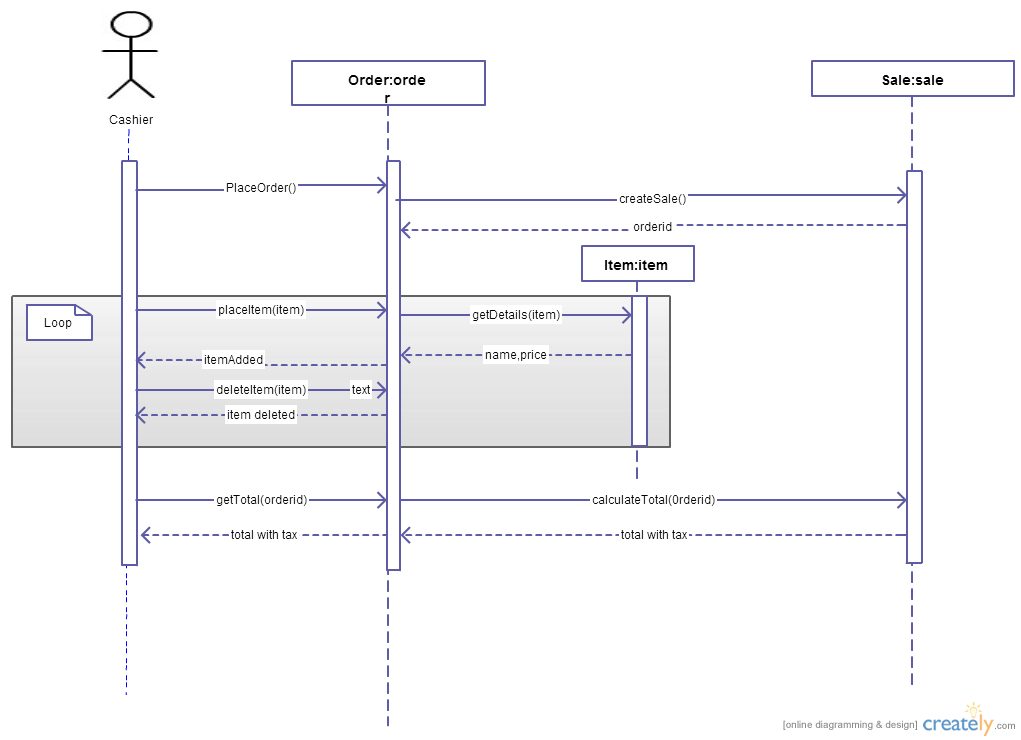 Cashier
Order:orde
r
Sale:sale
PlaceOrder()
createSale()
orderid
Item:item
Loop
placeItem(item)
getDetails(item)
name,price
itemAdded
deleteItem(item)
text
item deleted
getTotal(orderid)
calculateTotal(0rderid)
total with tax
total with tax
[online diagramming & design] creately.com